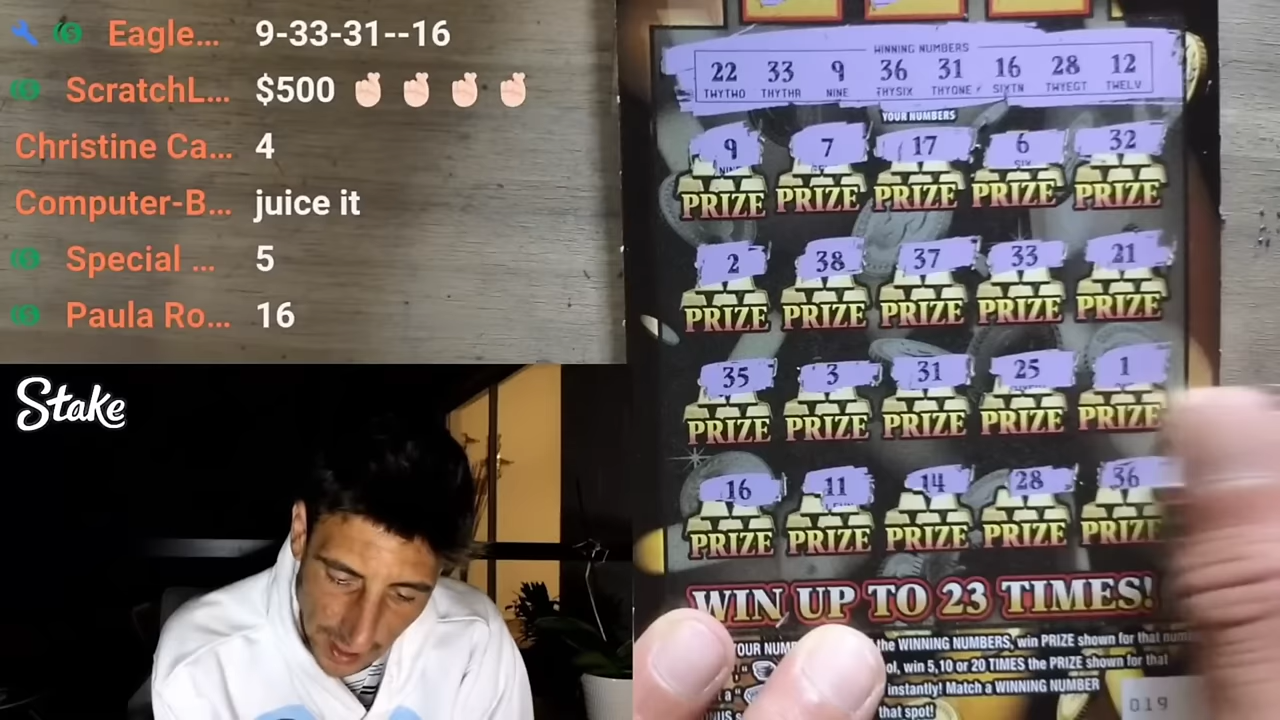 Eagle... 9-33-31--16
ScratchL... $500
Christine Ca... 4
Computer-B... juice it
Special ... 5
Paula Ro... 16
Stake
WINNING NUMBERS
22 33 9 36 31 16 28 12
TWYTWO THYTHR NINE THYSIX THYONE SIXTN TWYEGT TWELV
YOUR NUMBERS
9 7 17 6 32
PRIZE PRIZE PRIZE PRIZE PRIZE
2 38 37 33 21
PRIZE PRIZE PRIZE PRIZE PRIZE
35 3 31 25 1
PRIZE PRIZE PRIZE PRIZE PRIZE
16 11 14 28 36
PRIZE PRIZE PRIZE PRIZE PRIZE
WIN UP TO 23 TIMES!
YOUR the WINNING NUMBERS, win PRIZE shown for that
win 5,10 or 20 TIMES the PRIZE shown for that
a instantly! Match a WINNING NUMBER
that spot!
019